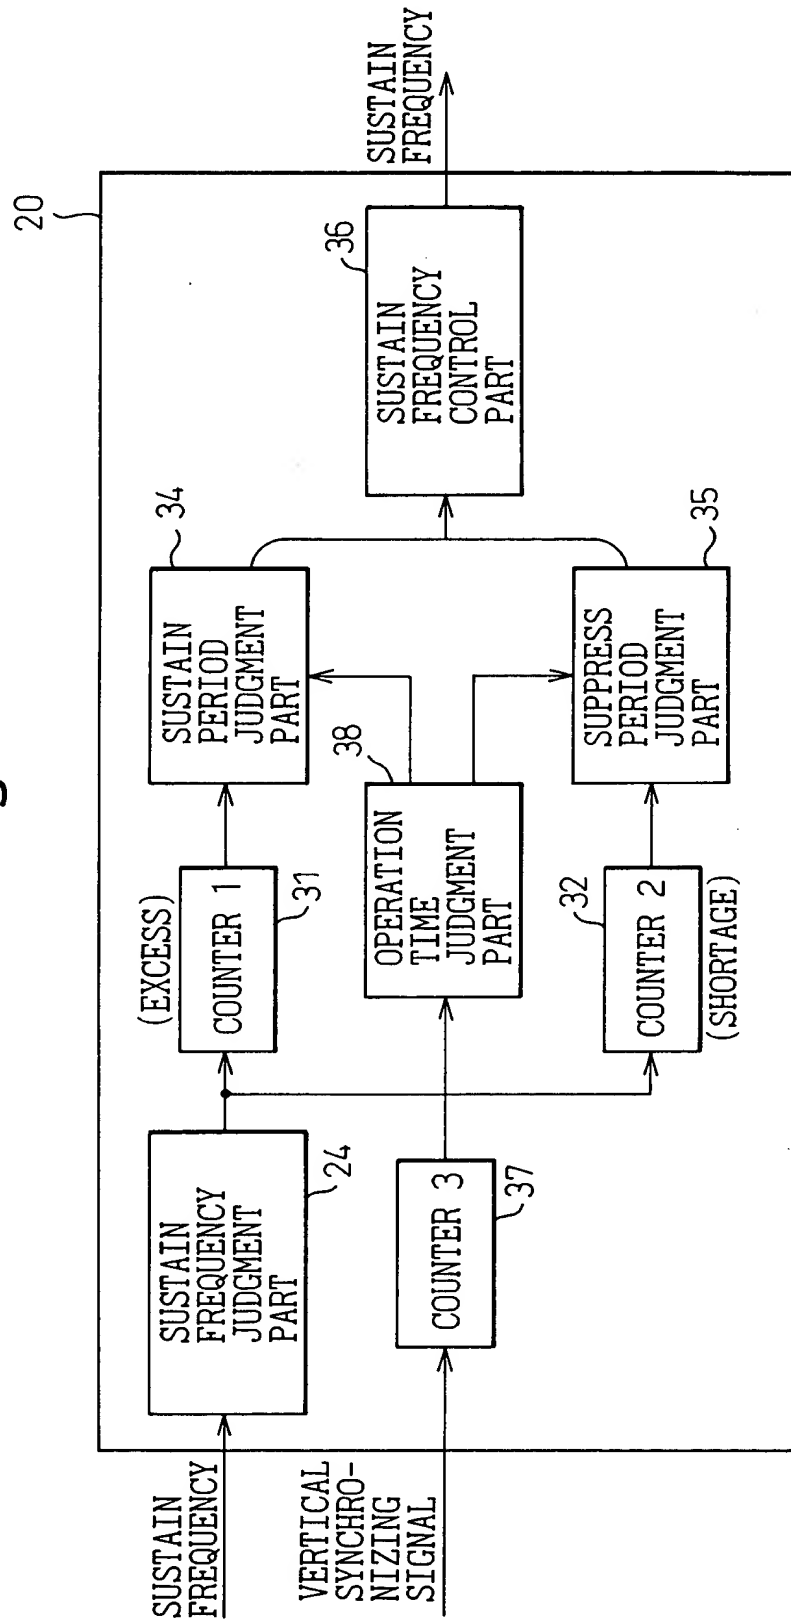 20
SUSTAIN
FREQUENCY
VERTICAL
SYNCHRO-
NIZING
SIGNAL
SUSTAIN
FREQUENCY
JUDGMENT
PART
24
(EXCESS)
COUNTER 1
31
SUSTAIN
PERIOD
JUDGMENT
PART
34
COUNTER 3
37
OPERATION
TIME
JUDGMENT
PART
38
COUNTER 2
32
(SHORTAGE)
SUPPRESS
PERIOD
JUDGMENT
PART
35
SUSTAIN
FREQUENCY
CONTROL
PART
36
SUSTAIN
FREQUENCY